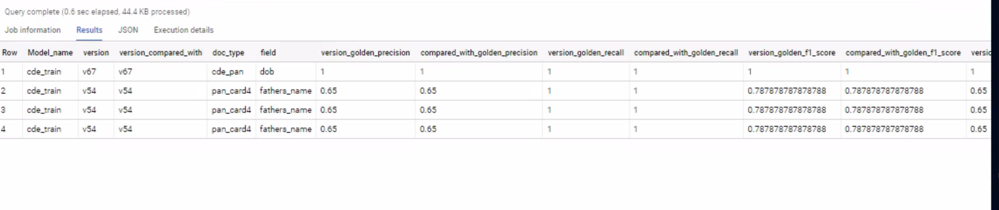 Query complete (0.6 sec elapsed, 44.4 KB processed)
Job information Results JSON Execution details
Row Model_name version version_compared_with doc_type field version_golden_precision compared_with_golden_precision version_golden_recall compared_with_golden_recall version_golden_f1_score compared_with_golden_f1_score versic
1 cde_train v67 v67 cde_pan dob 1 1 1 1 1 1 1
2 cde_train v54 v54 pan_card4 fathers_name 0.65 0.65 1 1 0.787878787878788 0.787878787878788 0.65
3 cde_train v54 v54 pan_card4 fathers_name 0.65 0.65 1 1 0.787878787878788 0.787878787878788 0.65
4 cde_train v54 v54 pan_card4 fathers_name 0.65 0.65 1 1 0.787878787878788 0.787878787878788 0.65